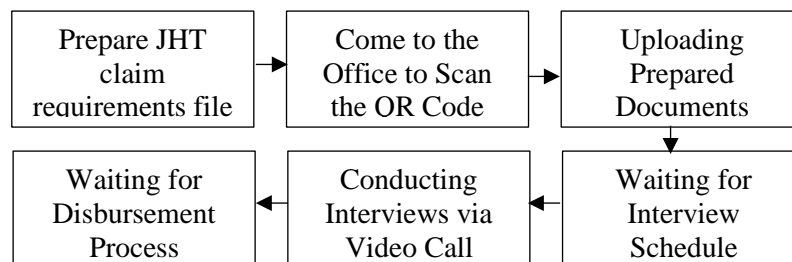 Prepare JHT
claim
requirements file
Come to the
Office to Scan
the QR Code
Uploading
Prepared
Documents
Waiting for
Interview
Schedule
Conducting
Interviews via
Video Call
Waiting for
Disbursement
Process